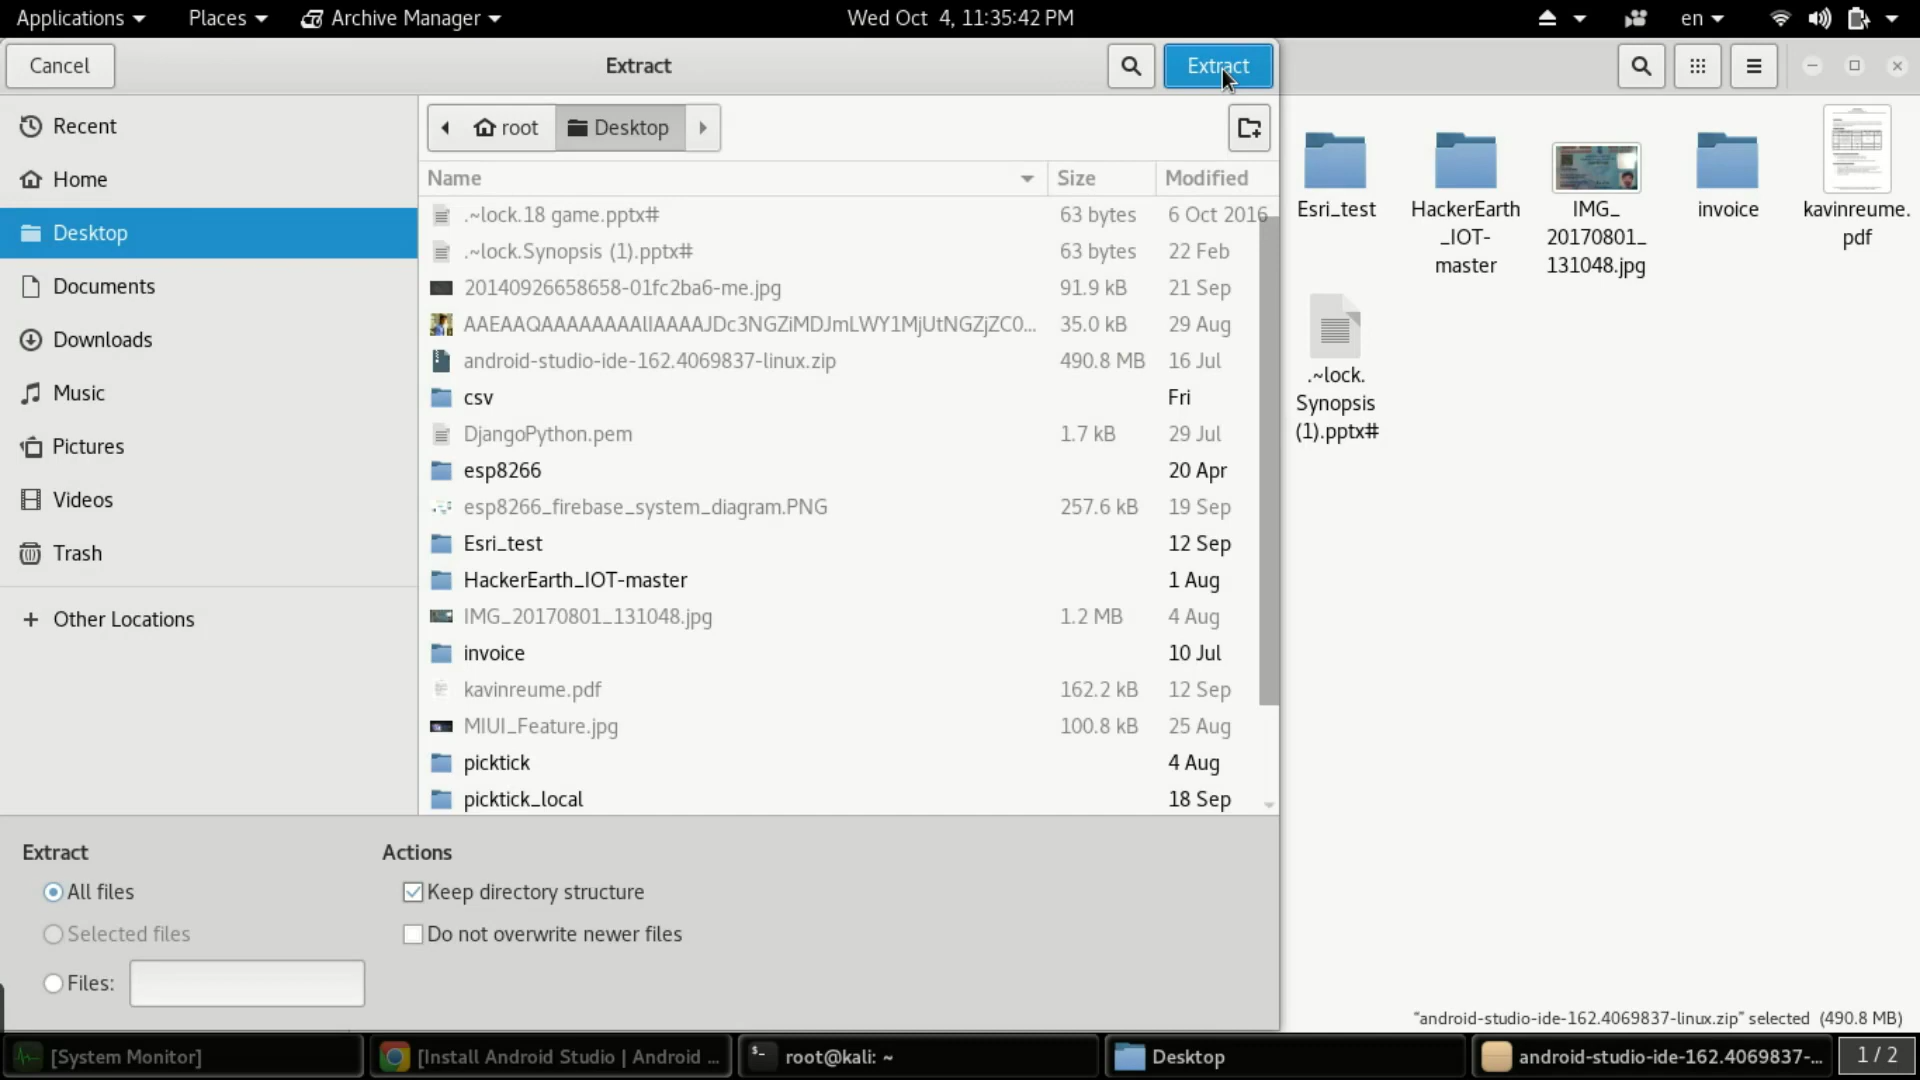 Applications
Places
Archive Manager
Wed Oct 4, 11:35:42 PM
en
Cancel
Extract
Extract
Recent
Home
Desktop
Documents
Downloads
Music
Pictures
Videos
Trash
+ Other Locations
root
Desktop
Name Size Modified
.~lock.18 game.pptx# 63 bytes 6 Oct 2016
.~lock.Synopsis (1).pptx# 63 bytes 22 Feb
20140926658658-01fc2ba6-me.jpg 91.9 kB 21 Sep
AAEAAQAAAAAAAAlIAAAAJDc3NGZiMDJmLWY1MjUtNGZjZC0... 35.0 kB 29 Aug
android-studio-ide-162.4069837-linux.zip 490.8 MB 16 Jul
csv Fri
DjangoPython.pem 1.7 kB 29 Jul
esp8266 20 Apr
esp8266_firebase_system_diagram.PNG 257.6 kB 19 Sep
Esri_test 12 Sep
HackerEarth_IOT-master 1 Aug
IMG_20170801_131048.jpg 1.2 MB 4 Aug
invoice 10 Jul
kavinreume.pdf 162.2 kB 12 Sep
MIUI_Feature.jpg 100.8 kB 25 Aug
picktick 4 Aug
picktick_local 18 Sep
Extract
All files
Selected files
Files:
Actions
Keep directory structure
Do not overwrite newer files
Esri_test
HackerEarth
_IOT-
master
IMG_
20170801_
131048.jpg
invoice
kavinreume.
pdf
.~lock.
Synopsis
(1).pptx#
"android-studio-ide-162.4069837-linux.zip" selected (490.8 MB)
[System Monitor]
[Install Android Studio | Android ...
root@kali: ~
Desktop
android-studio-ide-162.4069837-...
1 / 2